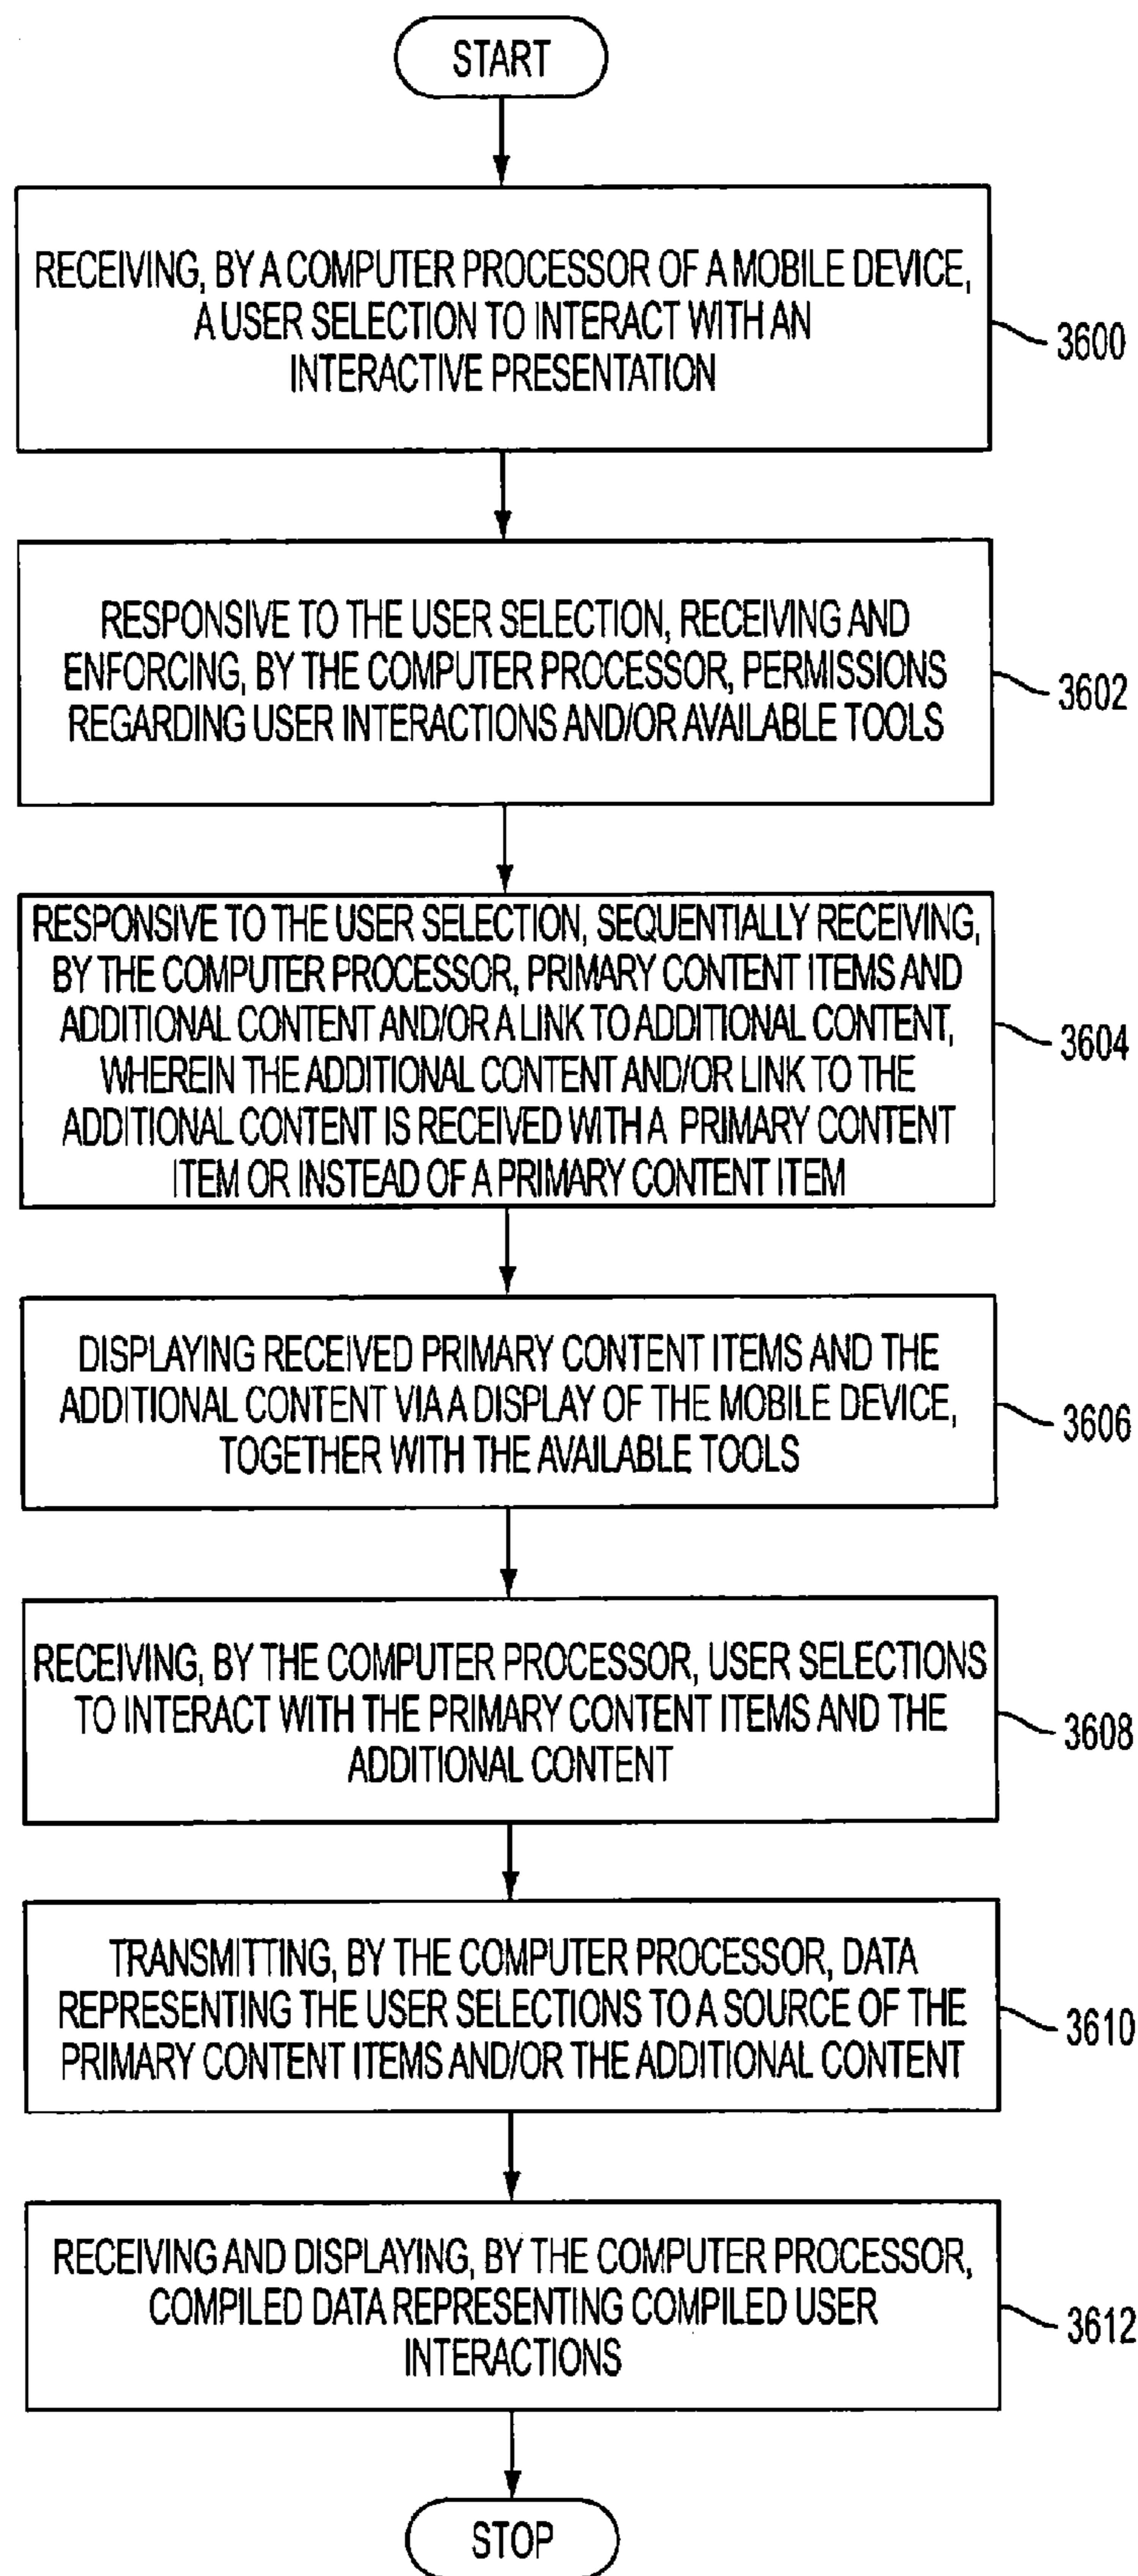 START
RECEIVING, BY A COMPUTER PROCESSOR OF A MOBILE DEVICE,
A USER SELECTION TO INTERACT WITH AN
INTERACTIVE PRESENTATION
3600
RESPONSIVE TO THE USER SELECTION, RECEIVING AND
ENFORCING, BY THE COMPUTER PROCESSOR, PERMISSIONS
REGARDING USER INTERACTIONS AND/OR AVAILABLE TOOLS
3602
RESPONSIVE TO THE USER SELECTION, SEQUENTIALLY RECEIVING,
BY THE COMPUTER PROCESSOR, PRIMARY CONTENT ITEMS AND
ADDITIONAL CONTENT AND/OR A LINK TO ADDITIONAL CONTENT,
WHEREIN THE ADDITIONAL CONTENT AND/OR LINK TO THE
ADDITIONAL CONTENT IS RECEIVED WITH A PRIMARY CONTENT
ITEM OR INSTEAD OF A PRIMARY CONTENT ITEM
3604
DISPLAYING RECEIVED PRIMARY CONTENT ITEMS AND THE
ADDITIONAL CONTENT VIA A DISPLAY OF THE MOBILE DEVICE,
TOGETHER WITH THE AVAILABLE TOOLS
3606
RECEIVING, BY THE COMPUTER PROCESSOR, USER SELECTIONS
TO INTERACT WITH THE PRIMARY CONTENT ITEMS AND THE
ADDITIONAL CONTENT
3608
TRANSMITTING, BY THE COMPUTER PROCESSOR, DATA
REPRESENTING THE USER SELECTIONS TO A SOURCE OF THE
PRIMARY CONTENT ITEMS AND/OR THE ADDITIONAL CONTENT
3610
RECEIVING AND DISPLAYING, BY THE COMPUTER PROCESSOR,
COMPILED DATA REPRESENTING COMPILED USER
INTERACTIONS
3612
STOP